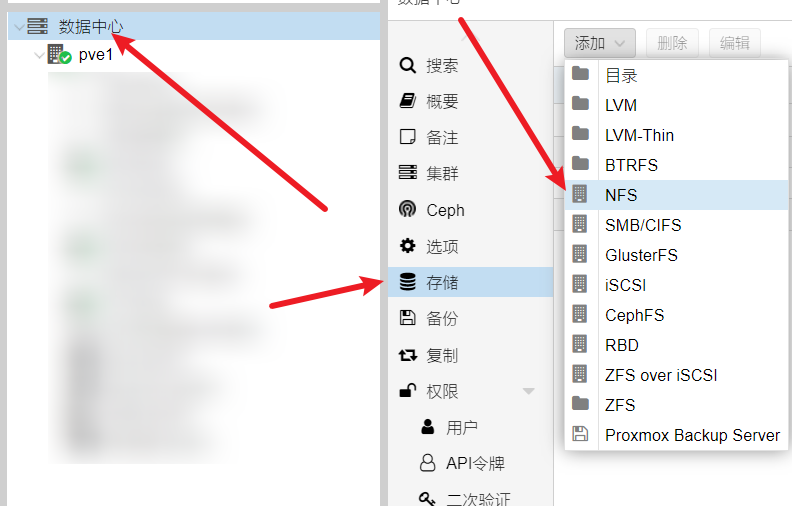 数据中心
pve1
搜索
概要
备注
集群
Ceph
选项
存储
备份
复制
权限
用户
API令牌
二次验证
添加
删除
编辑
目录
LVM
LVM-Thin
BTRFS
NFS
SMB/CIFS
GlusterFS
iSCSI
CephFS
RBD
ZFS over iSCSI
ZFS
Proxmox Backup Server